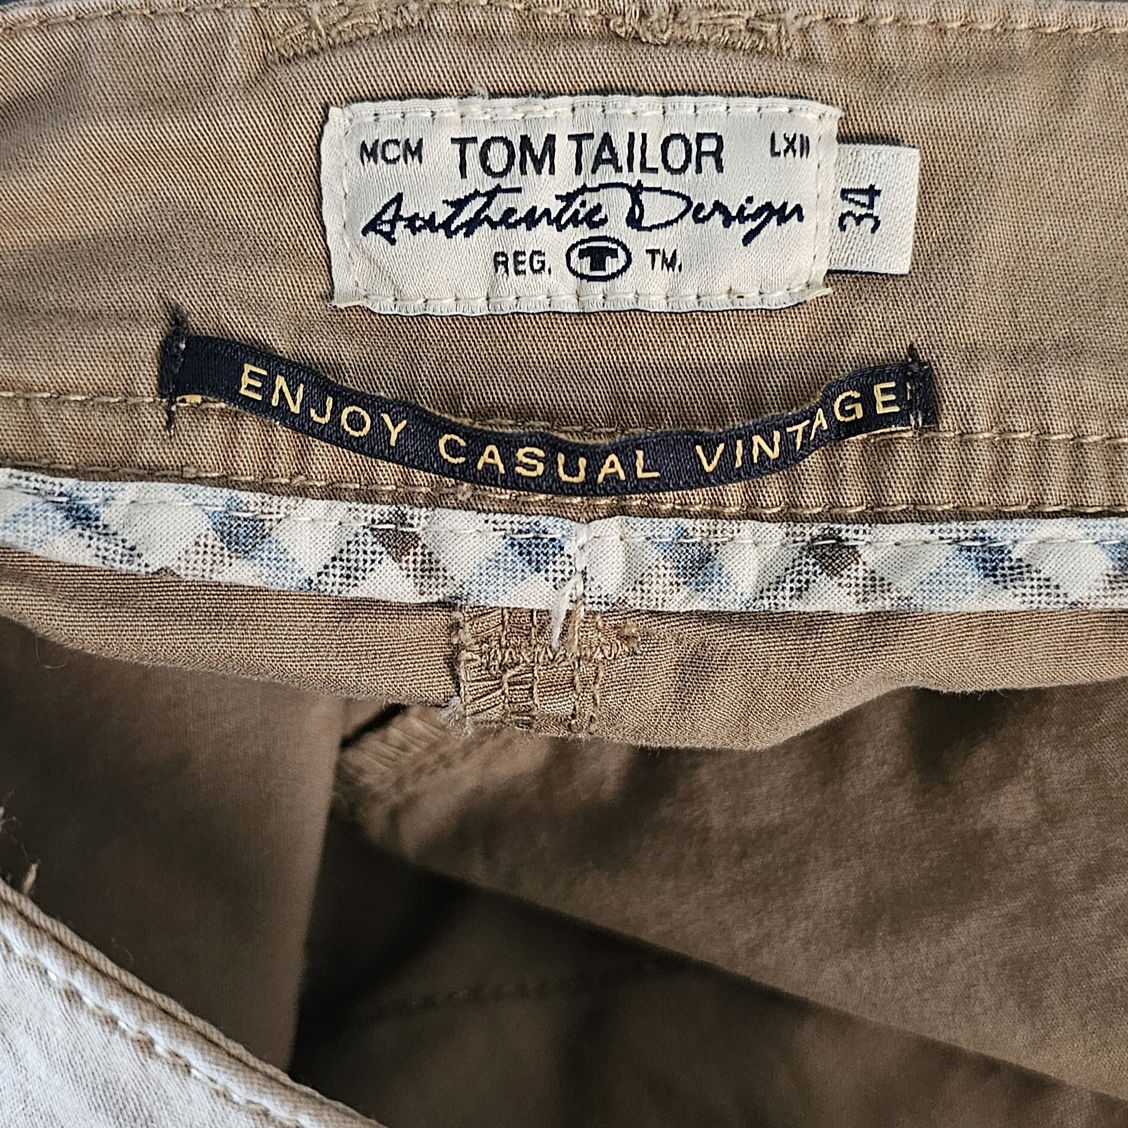 MCM TOM TAILOR LXII
Authentic Design
REG. T TM.
34
ENJOY CASUAL VINTAGE